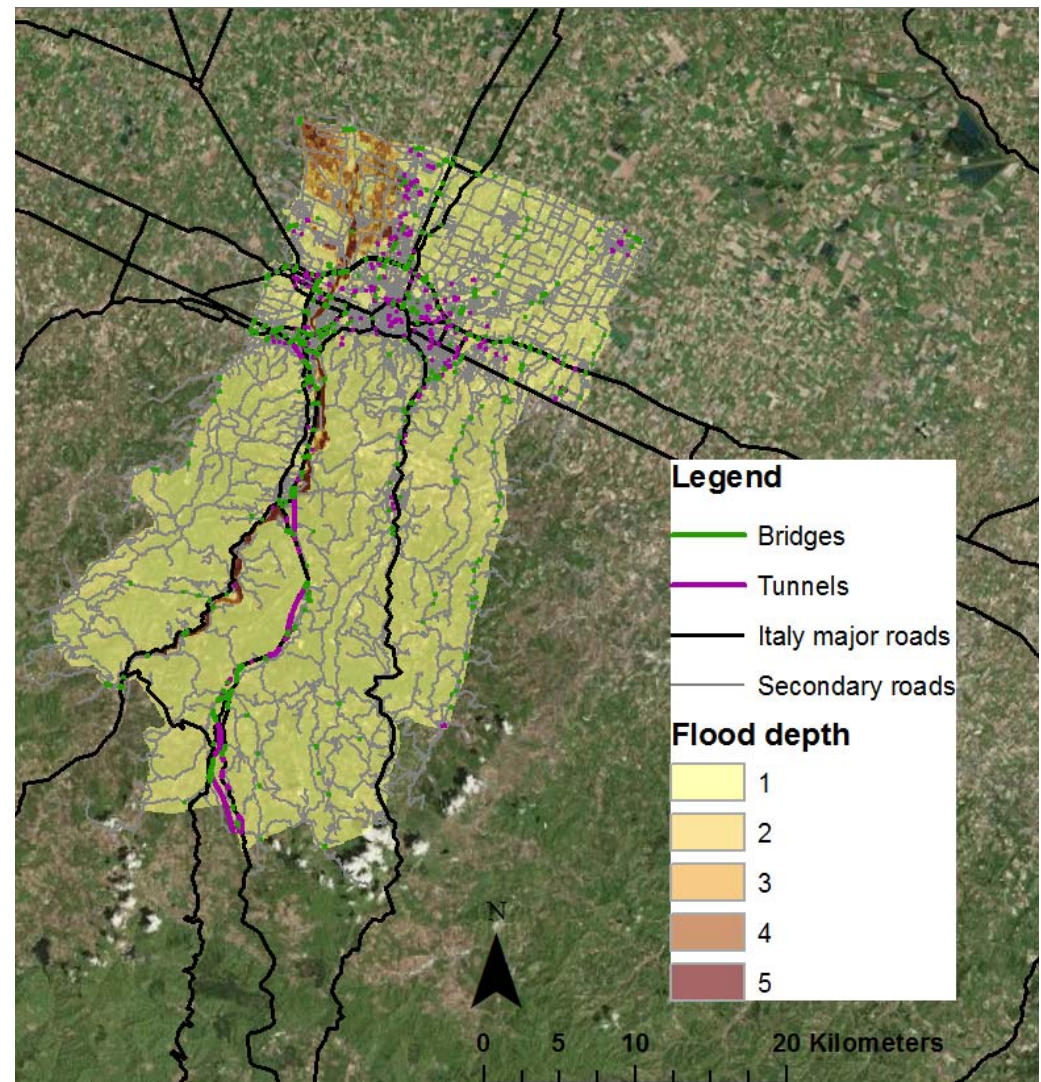 Legend
Bridges
Tunnels
Italy major roads
Secondary roads
Flood depth
1
2
3
4
5
N
0 5 10 20 Kilometers